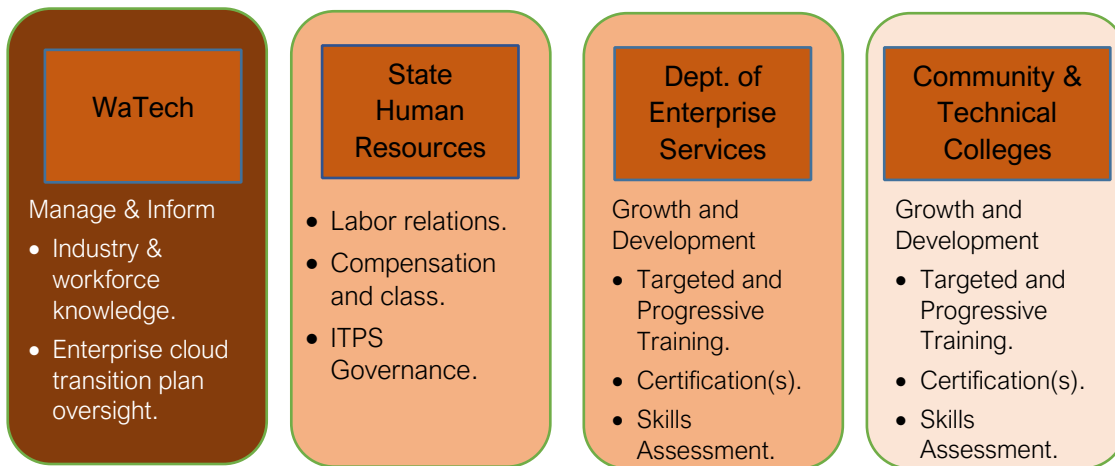 WaTech
Manage & Inform
• Industry &
workforce
knowledge.
• Enterprise cloud
transition plan
oversight.
State
Human
Resources
• Labor relations.
• Compensation
and class.
• ITPS
Governance.
Dept. of
Enterprise
Services
Growth and
Development
• Targeted and
Progressive
Training.
• Certification(s).
• Skills
Assessment.
Community &
Technical
Colleges
Growth and
Development
• Targeted and
Progressive
Training.
• Certification(s).
• Skills
Assessment.